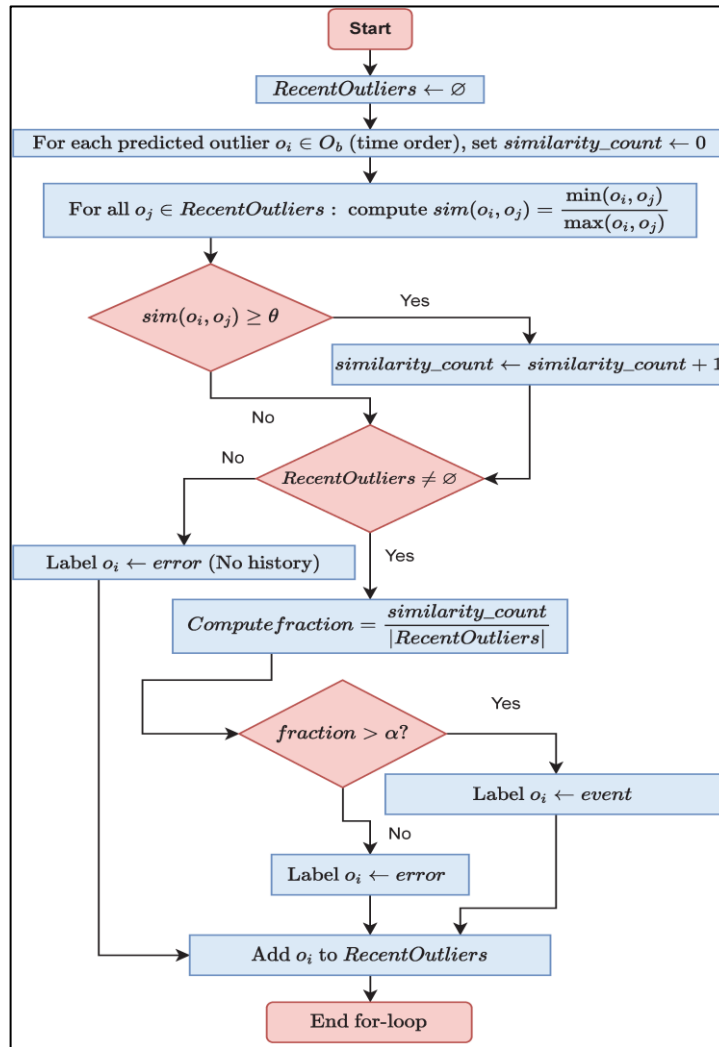 Start
RecentOutliers ← ∅
For each predicted outlier o_i ∈ O_b (time order), set similarity_count ← 0
For all o_j ∈ RecentOutliers : compute sim(o_i, o_j) = min(o_i, o_j) / max(o_i, o_j)
sim(o_i, o_j) ≥ θ
Yes
similarity_count ← similarity_count + 1
No
RecentOutliers ≠ ∅
No
Label o_i ← error (No history)
Yes
Computefraction = similarity_count / |RecentOutliers|
fraction > α?
Yes
Label o_i ← event
No
Label o_i ← error
Add o_i to RecentOutliers
End for-loop